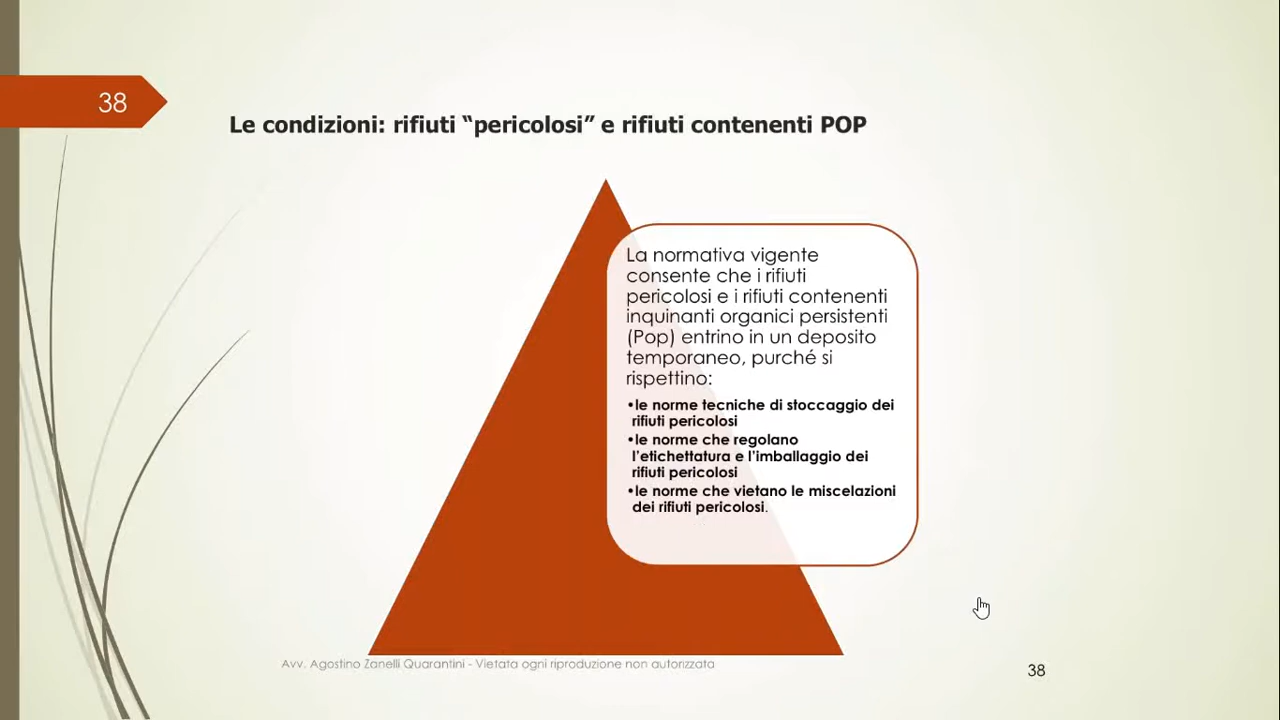 38
Le condizioni: rifiuti “pericolosi” e rifiuti contenenti POP
La normativa vigente
consente che i rifiuti
pericolosi e i rifiuti contenenti
inquinanti organici persistenti
(Pop) entrino in un deposito
temporaneo, purché si
rispettino:
•le norme tecniche di stoccaggio dei
rifiuti pericolosi
•le norme che regolano
l’etichettatura e l’imballaggio dei
rifiuti pericolosi
•le norme che vietano le miscelazioni
dei rifiuti pericolosi.
Avv. Agostino Zanelli Quarantini - Vietata ogni riproduzione non autorizzata
38